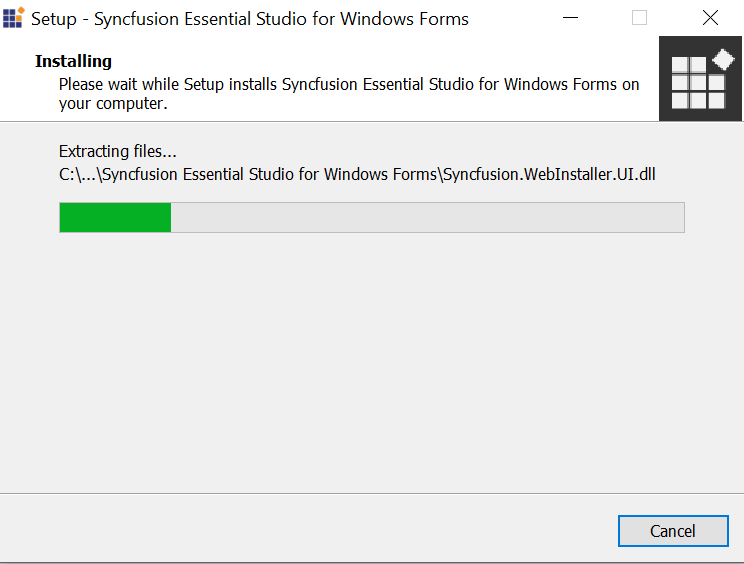 Setup - Syncfusion Essential Studio for Windows Forms
Installing
Please wait while Setup installs Syncfusion Essential Studio for Windows Forms on
your computer.
Extracting files...
C:\...\Syncfusion Essential Studio for Windows Forms\Syncfusion.WebInstaller.UI.dll
Cancel